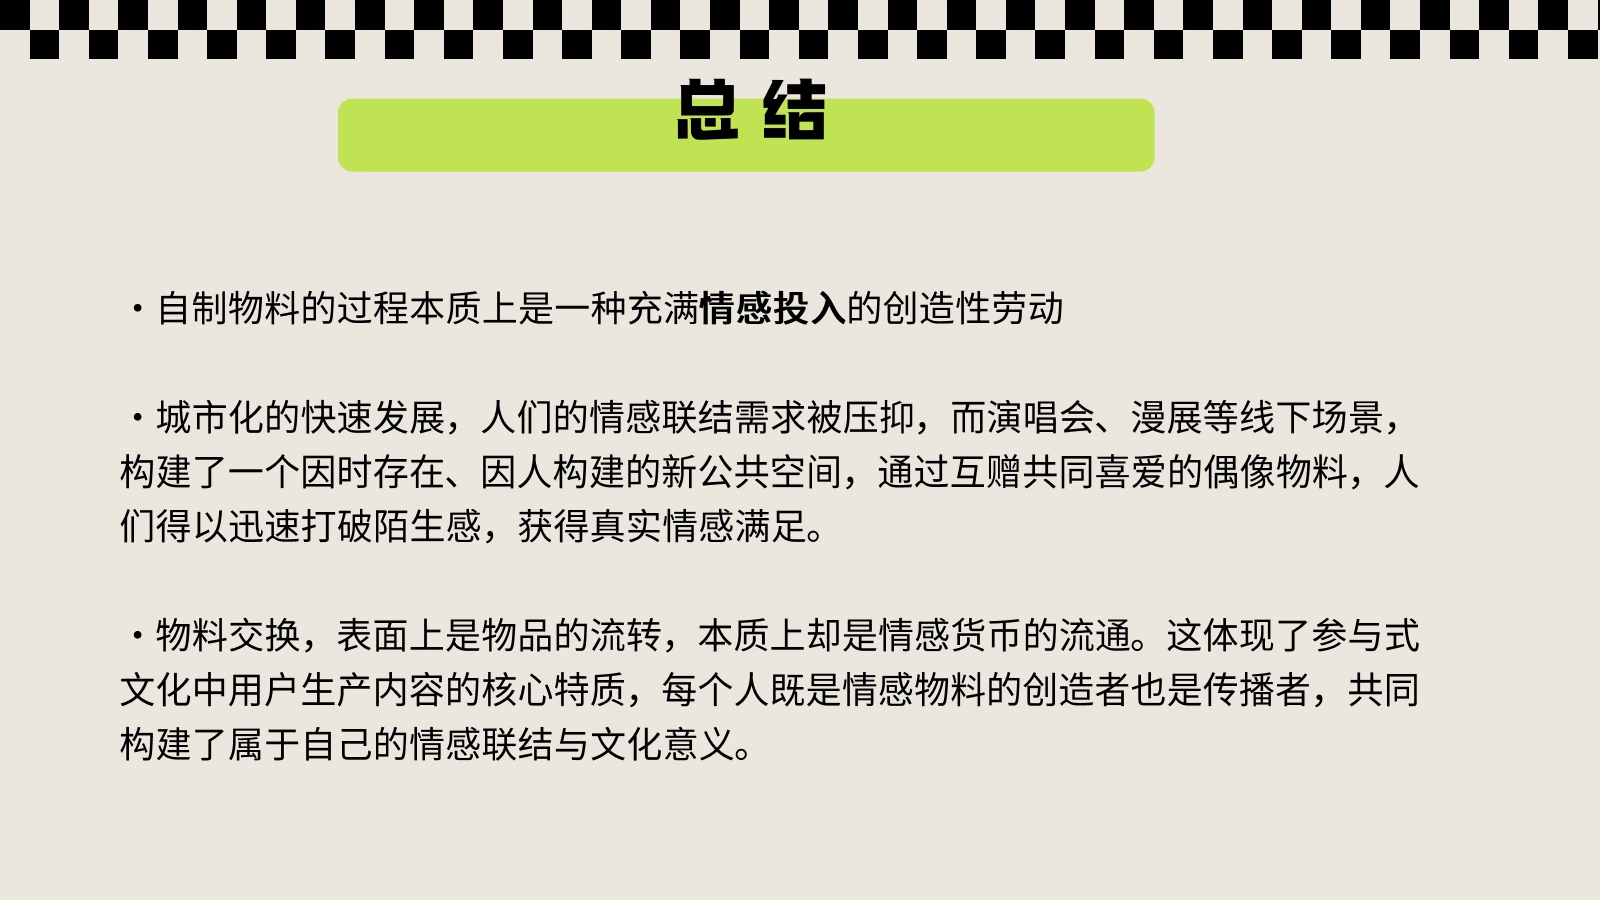 总 结
・自制物料的过程本质上是一种充满情感投入的创造性劳动
・城市化的快速发展，人们的情感联结需求被压抑，而演唱会、漫展等线下场景，
构建了一个因时存在、因人构建的新公共空间，通过互赠共同喜爱的偶像物料，人
们得以迅速打破陌生感，获得真实情感满足。
・物料交换，表面上是物品的流转，本质上却是情感货币的流通。这体现了参与式
文化中用户生产内容的核心特质，每个人既是情感物料的创造者也是传播者，共同
构建了属于自己的情感联结与文化意义。